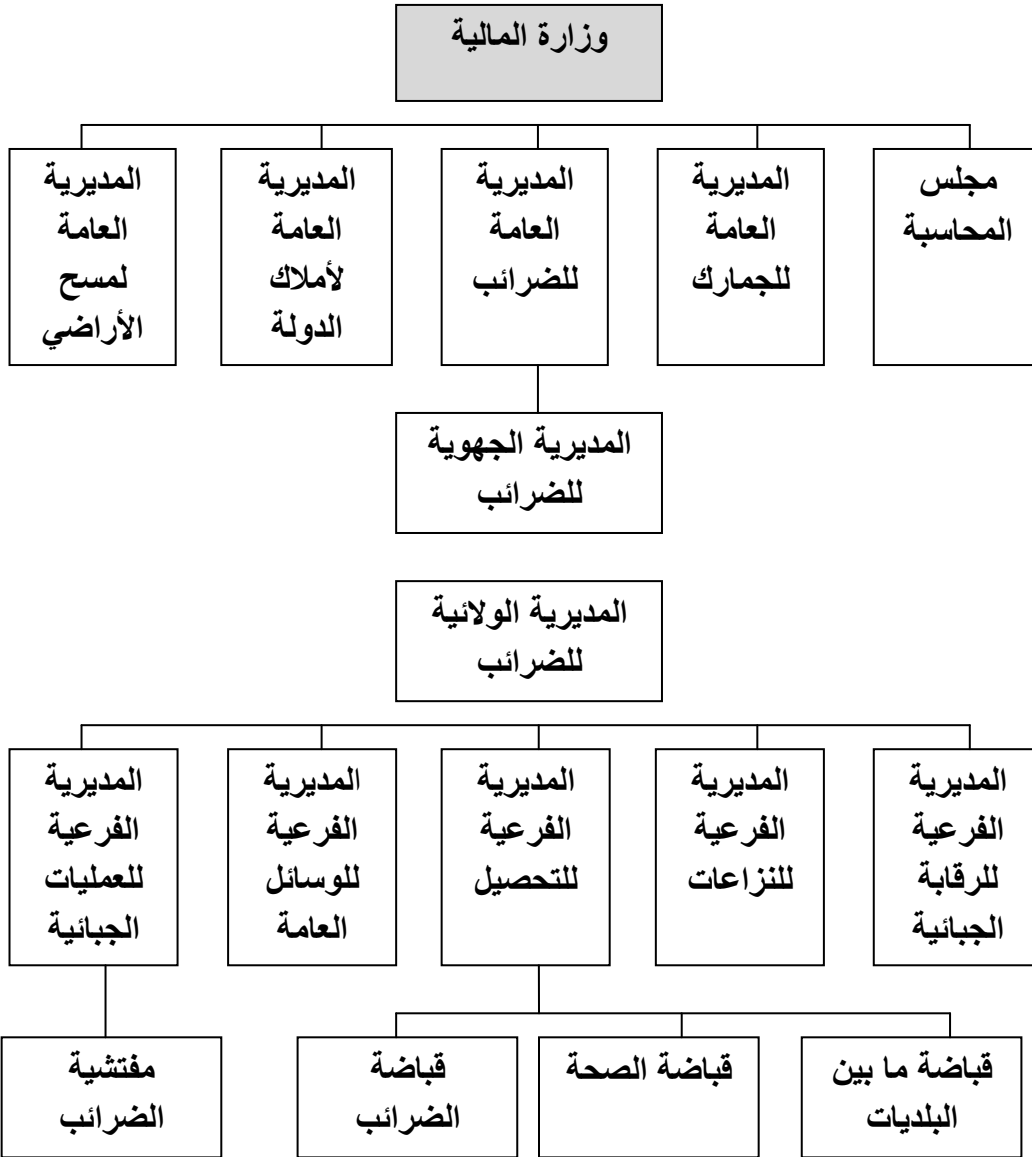 وزارة المالية
مجلس
المحاسبة
المديرية
العامة
للجمارك
المديرية
العامة
للضرائب
المديرية
العامة
لأملاك
الدولة
المديرية
العامة
لمسح
الأراضي
المديرية الجهوية
للضرائب
المديرية الولائية
للضرائب
المديرية
الفرعية
للرقابة
الجبائية
المديرية
الفرعية
للنزاعات
المديرية
الفرعية
للتحصيل
المديرية
الفرعية
للوسائل
العامة
المديرية
الفرعية
للعمليات
الجبائية
قباضة ما بين
البلديات
قباضة الصحة
قباضة
الضرائب
مفتشية
الضرائب